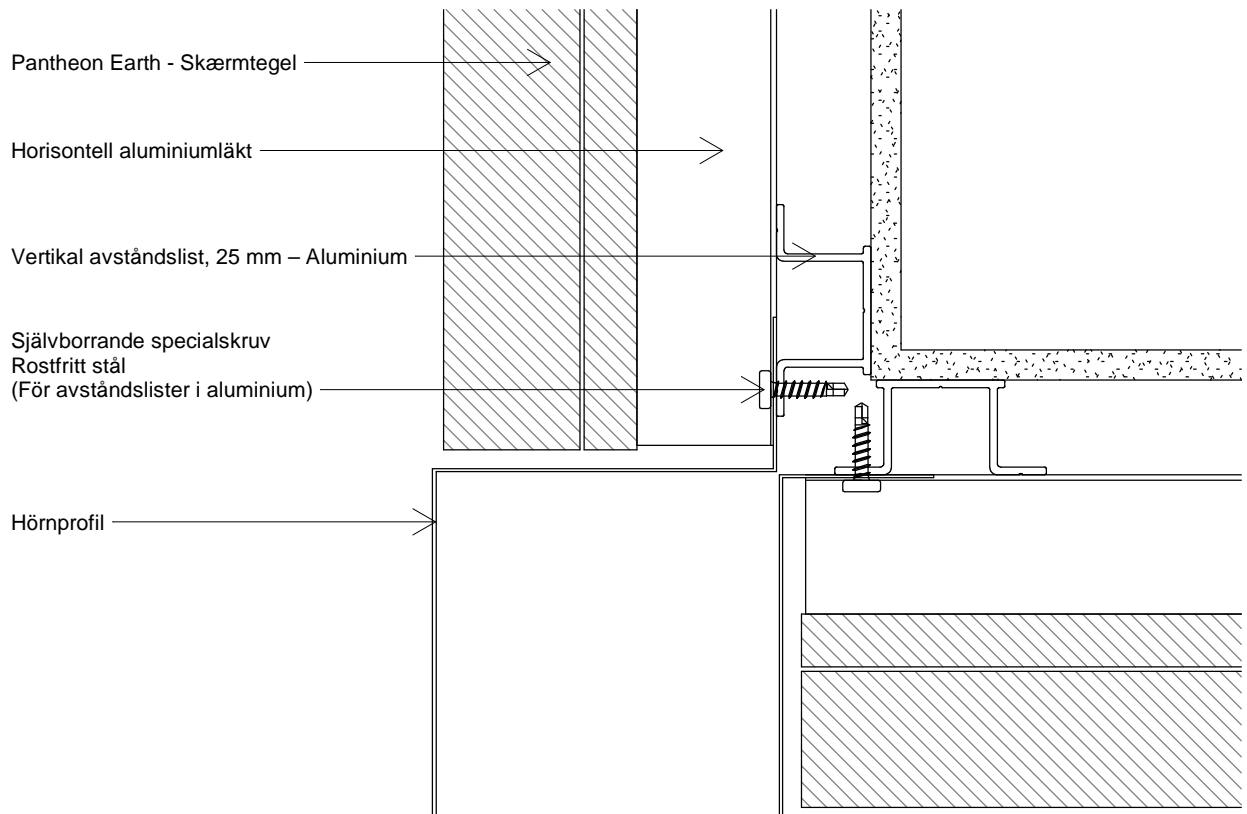 Pantheon Earth - Skærmtegel
Horisontell aluminiumläkt
Vertikal avståndslist, 25 mm – Aluminium
Självborrande specialskruv
Rostfritt stål
(För avståndslister i aluminium)
Hörnprofil